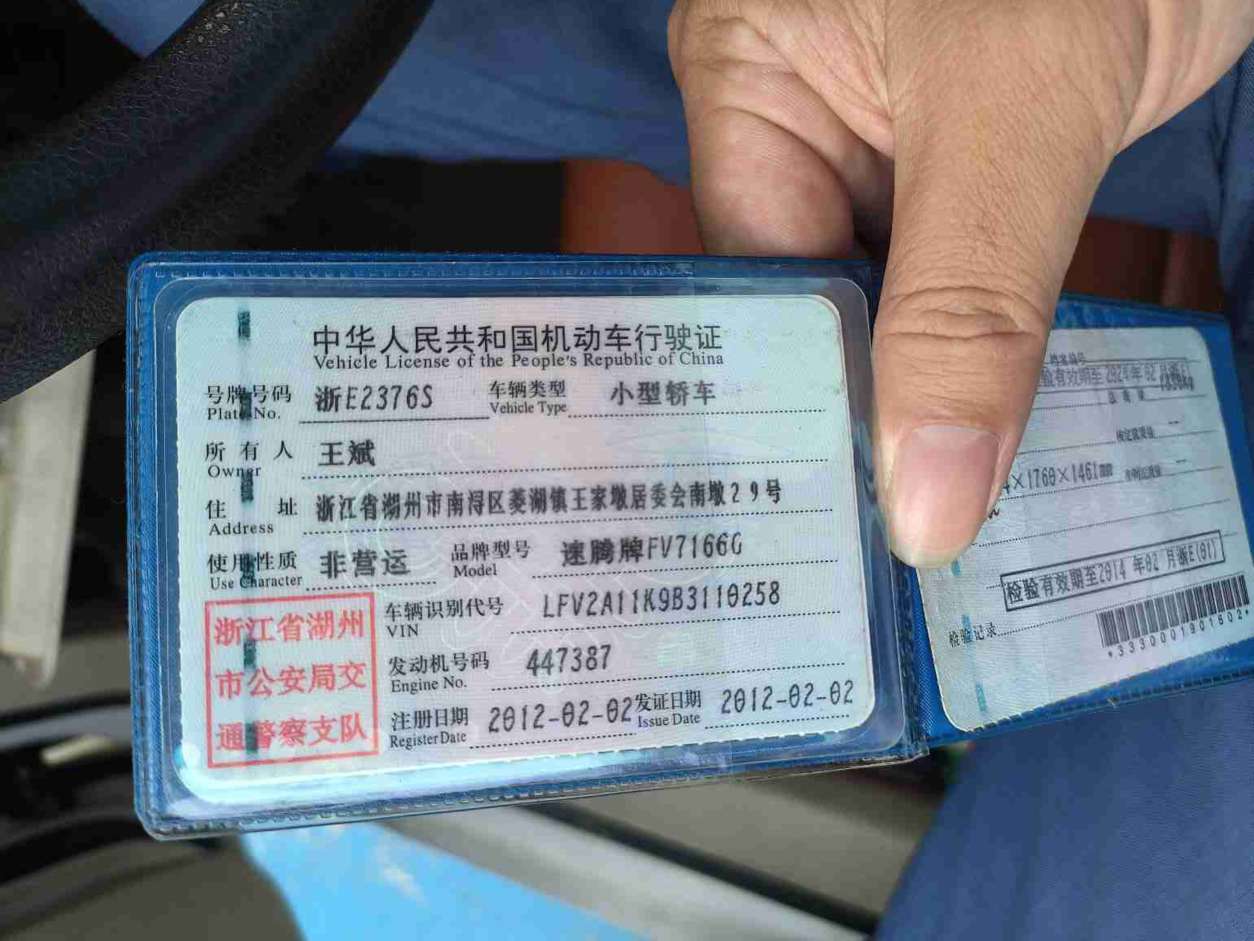 中华人民共和国机动车行驶证
Vehicle License of the People's Republic of China
号牌号码 浙E2376S 车辆类型 小型轿车
Plate No. Vehicle Type
所有人 王斌
Owner
住址 浙江省湖州市南浔区菱湖镇王家墩居委会南墩29号
Address
使用性质 非营运 品牌型号 速腾牌FV7166G
Use Character Model
浙江省湖州
市公安局交
通警察支队
车辆识别代号 LFV2A11K9B3110258
VIN
发动机号码 447387
Engine No.
注册日期 2012-02-02 发证日期 2012-02-02
Register Date Issue Date
×1760×1461mm
检验有效期至2014年02月浙E(01)
检验记录
*3330001901602*